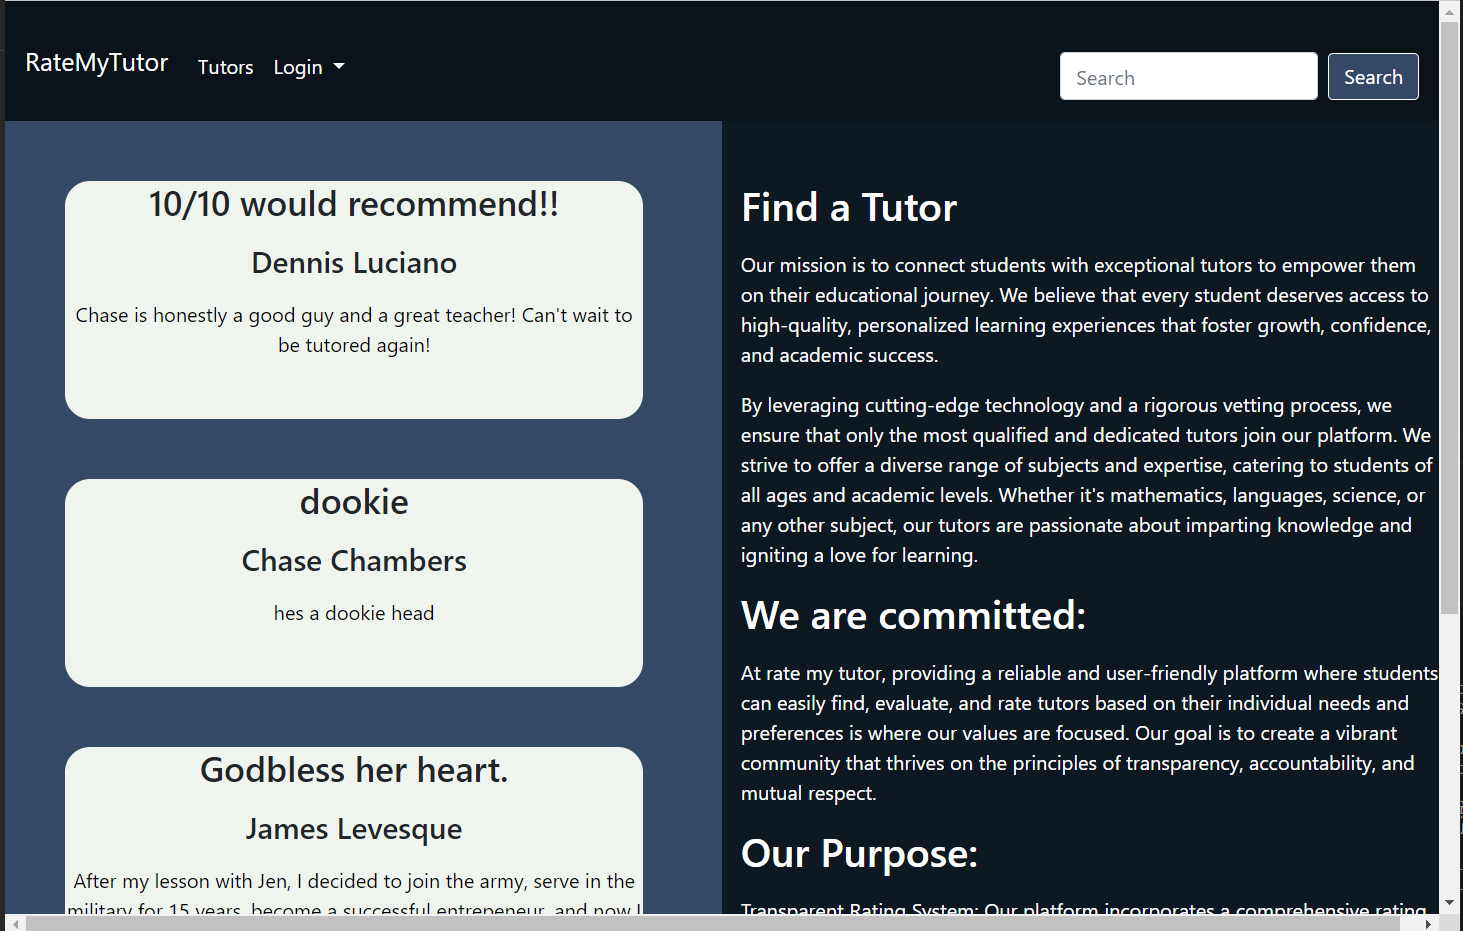 RateMyTutor
Tutors
Login
Search
Search
10/10 would recommend!!
Dennis Luciano
Chase is honestly a good guy and a great teacher! Can't wait to
be tutored again!
dookie
Chase Chambers
hes a dookie head
Godbless her heart.
James Levesque
After my lesson with Jen, I decided to join the army, serve in the
military for 15 years, become a successful entrepeneur, and now I
Find a Tutor
Our mission is to connect students with exceptional tutors to empower them
on their educational journey. We believe that every student deserves access to
high-quality, personalized learning experiences that foster growth, confidence,
and academic success.
By leveraging cutting-edge technology and a rigorous vetting process, we
ensure that only the most qualified and dedicated tutors join our platform. We
strive to offer a diverse range of subjects and expertise, catering to students of
all ages and academic levels. Whether it's mathematics, languages, science, or
any other subject, our tutors are passionate about imparting knowledge and
igniting a love for learning.
We are committed:
At rate my tutor, providing a reliable and user-friendly platform where students
can easily find, evaluate, and rate tutors based on their individual needs and
preferences is where our values are focused. Our goal is to create a vibrant
community that thrives on the principles of transparency, accountability, and
mutual respect.
Our Purpose:
Transparent Rating System: Our platform incorporates a comprehensive rating